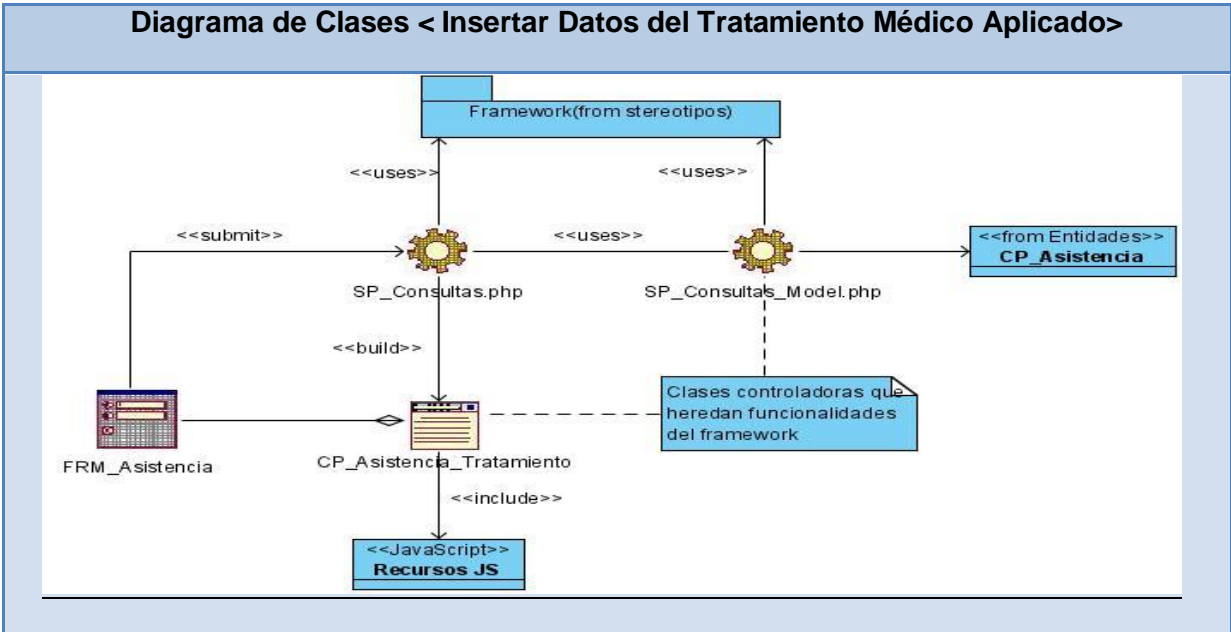 Diagrama de Clases < Insertar Datos del Tratamiento Médico Aplicado>
Framework(from stereotipos)
<<uses>>
<<uses>>
<<submit>>
<<uses>>
<<from Entidades>>
CP_Asistencia
SP_Consultas.php
SP_Consultas_Model.php
<<build>>
Clases controladoras que
heredan funcionalidades
del framework
FRM_Asistencia
CP_Asistencia_Tratamiento
<<include>>
<<JavaScript>>
Recursos JS